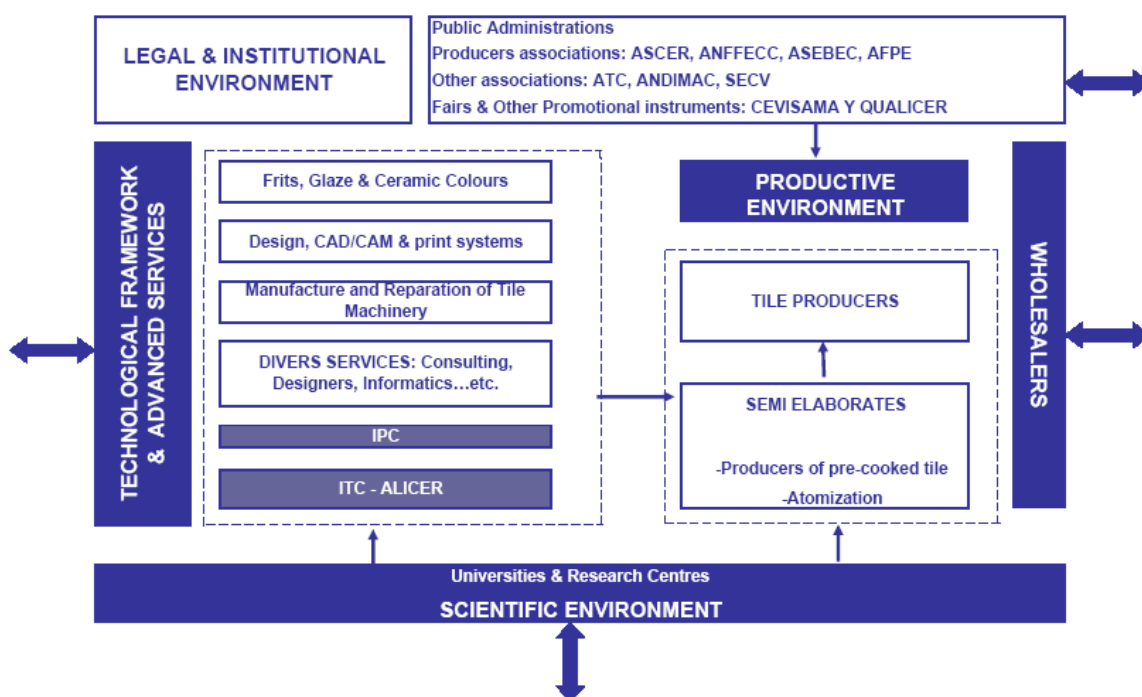 LEGAL & INSTITUTIONAL
ENVIRONMENT
Public Administrations
Producers associations: ASCER, ANFFECC, ASEBEC, AFPE
Other associations: ATC, ANDIMAC, SECV
Fairs & Other Promotional instruments: CEVISAMA Y QUALICER
TECHNOLOGICAL FRAMEWORK
& ADVANCED SERVICES
Frits, Glaze & Ceramic Colours
Design, CAD/CAM & print systems
Manufacture and Reparation of Tile
Machinery
DIVERS SERVICES: Consulting,
Designers, Informatics...etc.
IPC
ITC - ALICER
PRODUCTIVE
ENVIRONMENT
TILE PRODUCERS
SEMI ELABORATES
-Producers of pre-cooked tile
-Atomization
WHOLESALERS
Universities & Research Centres
SCIENTIFIC ENVIRONMENT